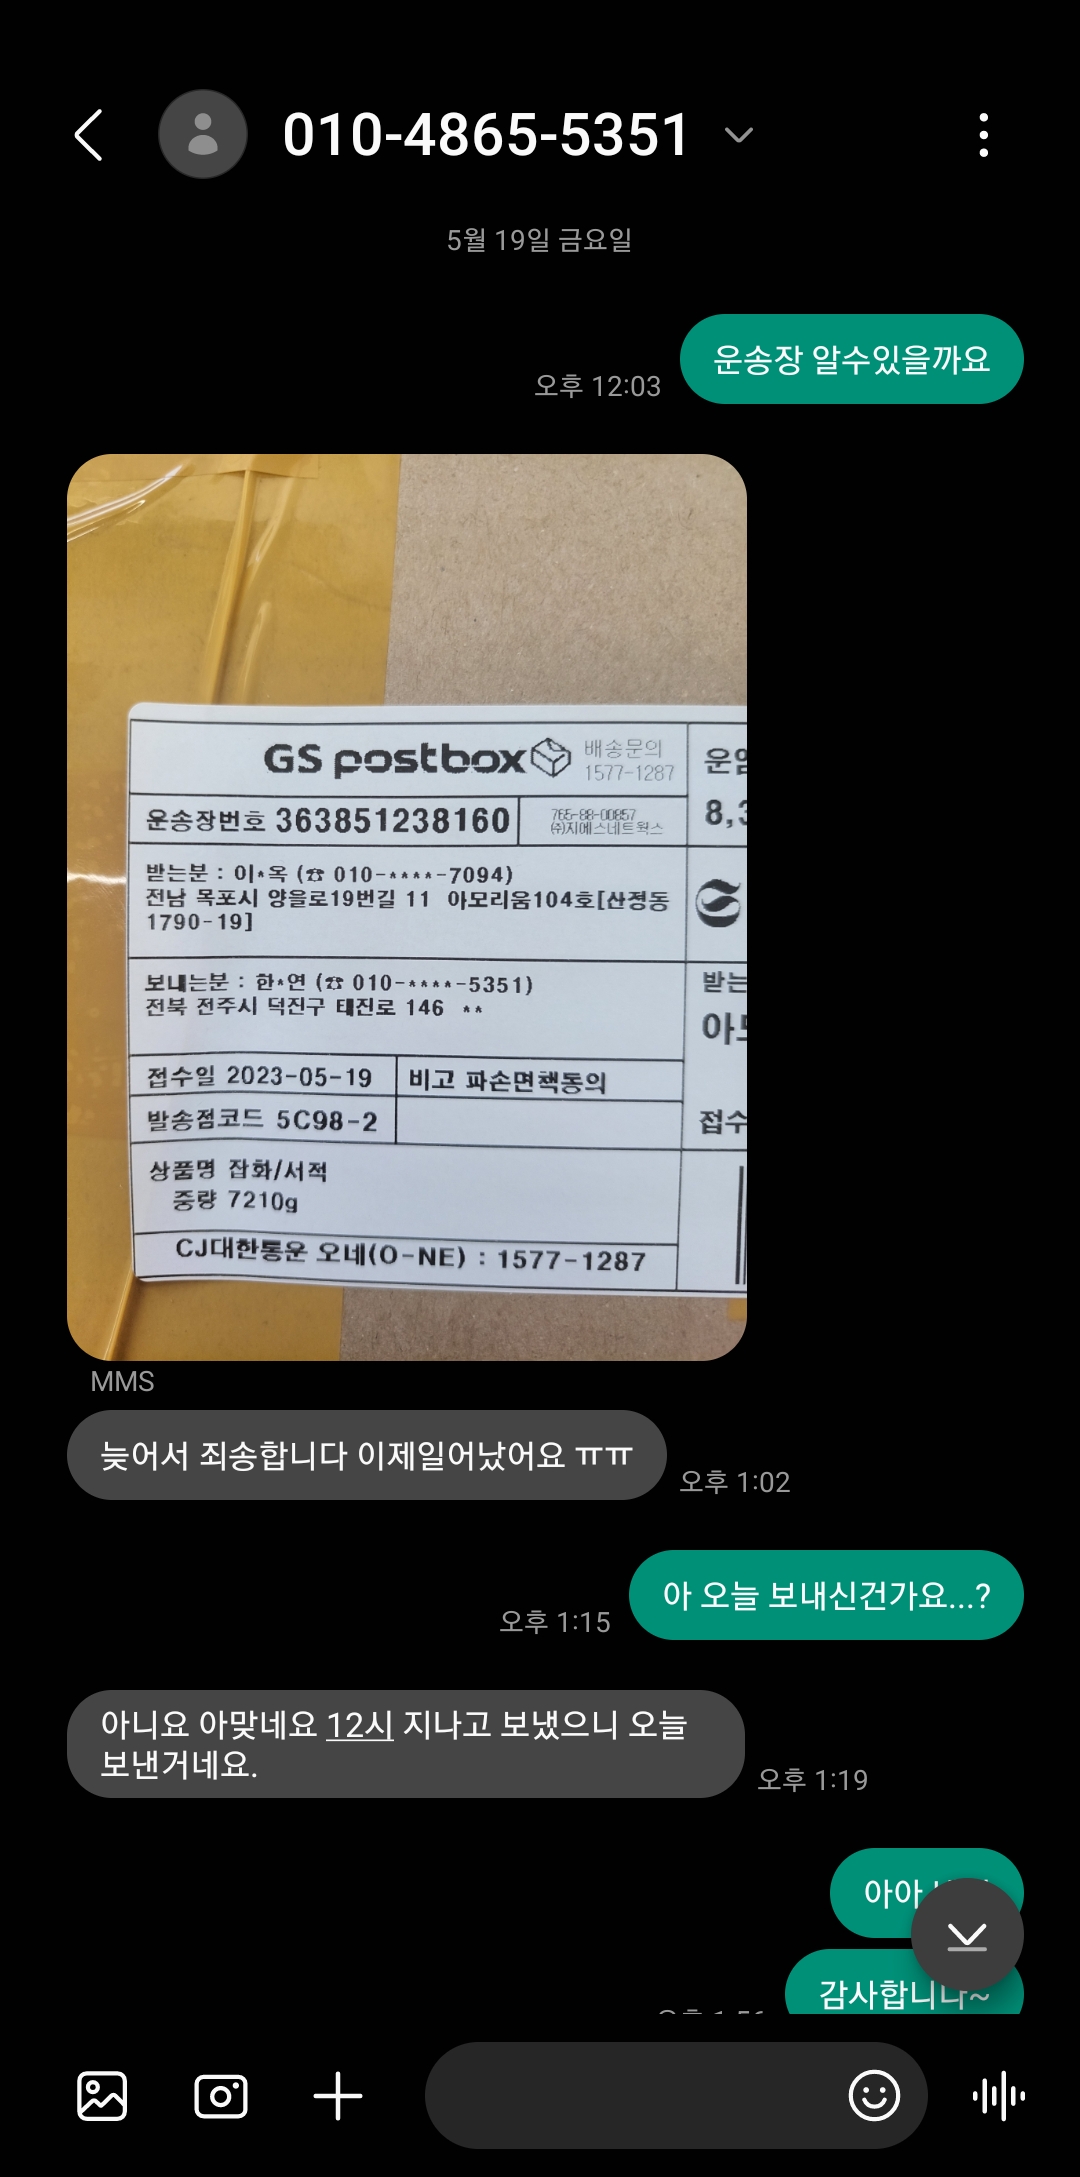 010-4865-5351
5월 19일 금요일
운송장 알수있을까요
오후 12:03
GS postbox
배송문의
1577-1287
운임
8,3
운송장번호 363851238160
765-88-00857
㈜지에스네트웍스
받는분 : 이*옥 (☎ 010-****-7094)
전남 목포시 양을로19번길 11 아모리움104호[산정동
1790-19]
보내는분 : 한*연 (☎ 010-****-5351)
전북 전주시 덕진구 태진로 146 **
받는
접수일 2023-05-19
비고 파손면책동의
발송점코드 5C98-2
접수
상품명 잡화/서적
중량 7210g
CJ대한통운 오네(O-NE) : 1577-1287
MMS
늦어서 죄송합니다 이제일어났어요 ㅠㅠ
오후 1:02
아 오늘 보내신건가요...?
오후 1:15
아니요 아맞네요 12시 지나고 보냈으니 오늘
보낸거네요.
오후 1:19
아아
감사합니다~